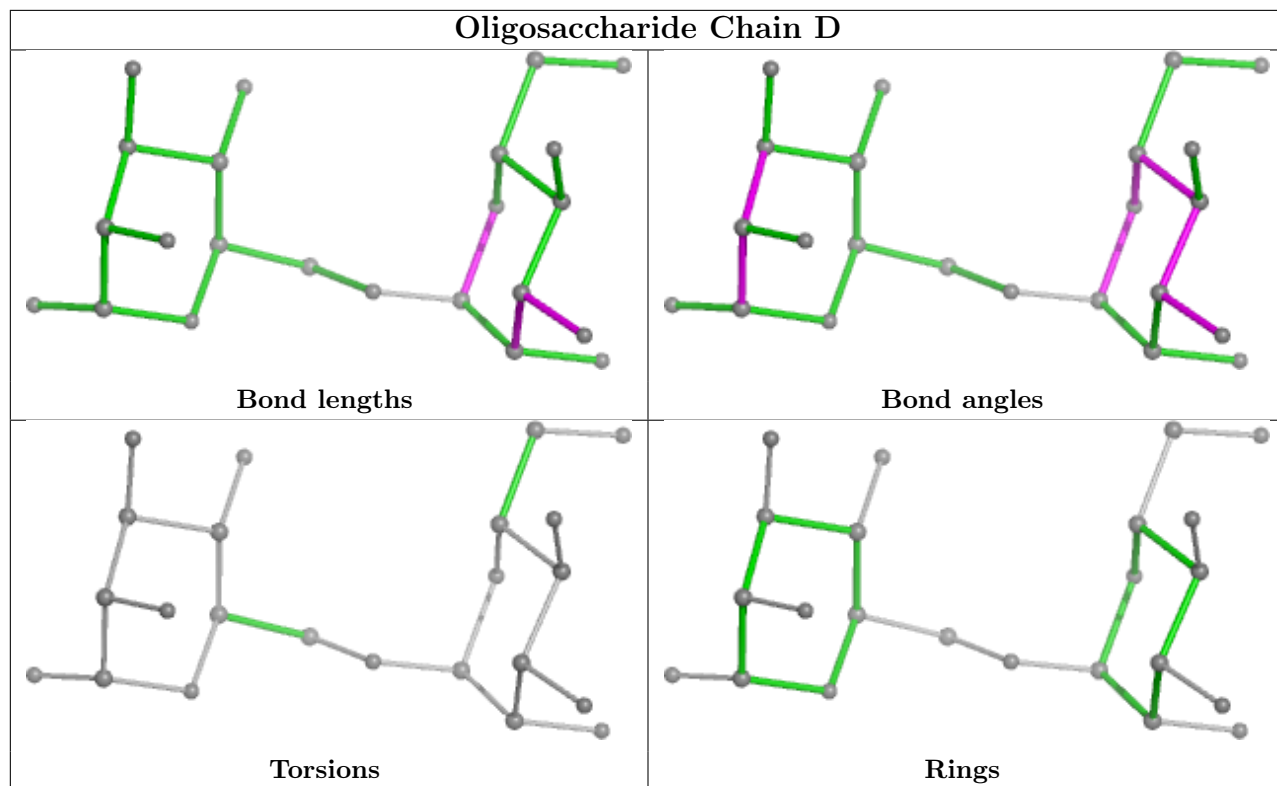 Oligosaccharide Chain D
Bond lengths
Bond angles
Torsions
Rings